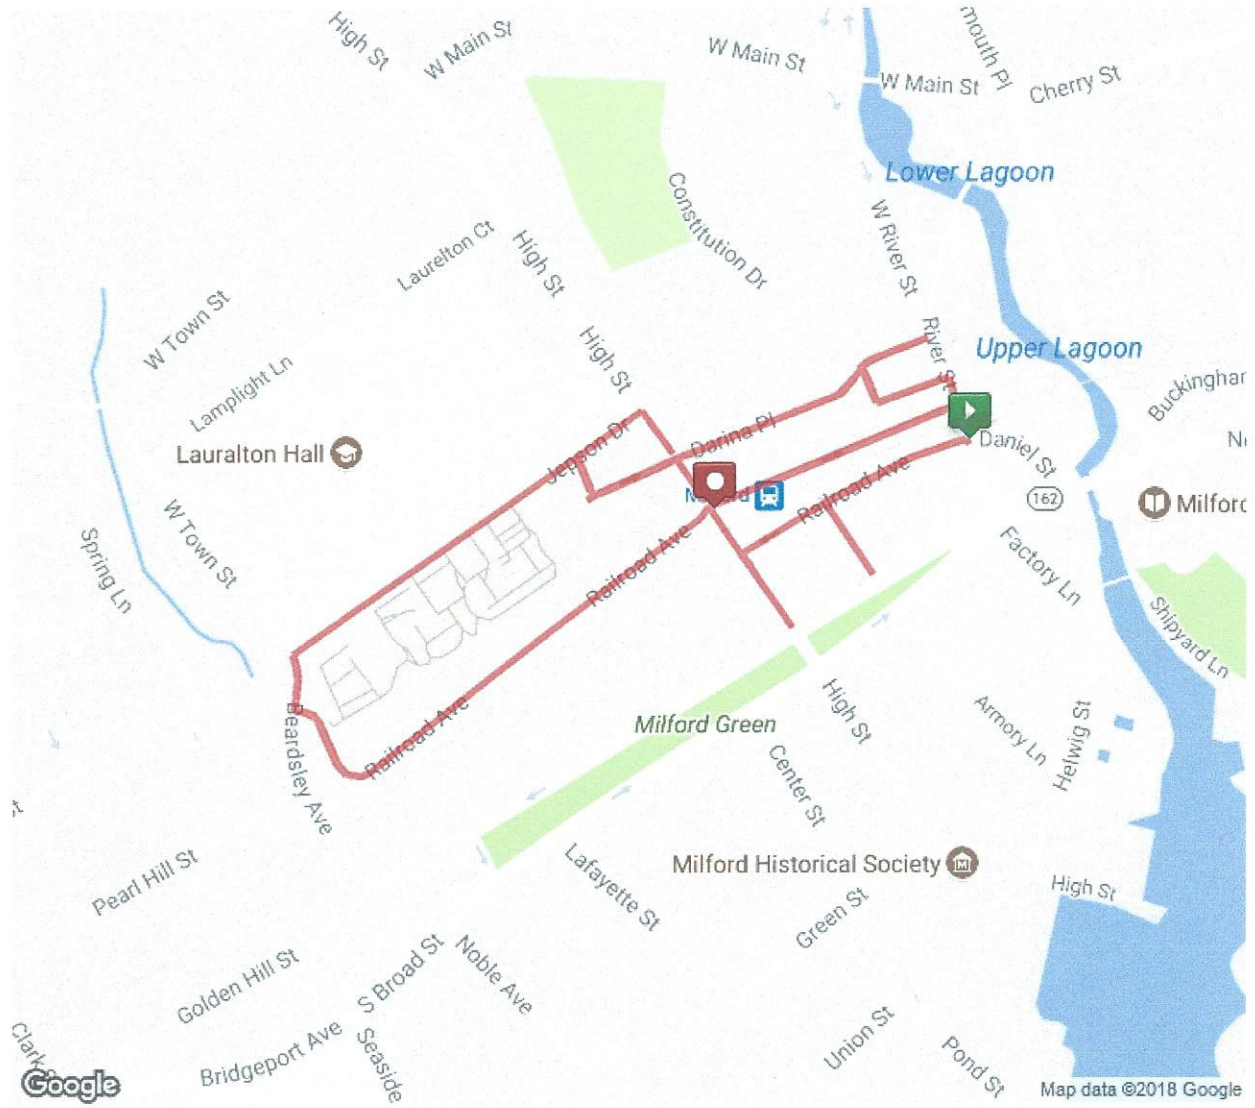 High St
W Main St
W Main St
mouth Pl
W Main St
Cherry St
Lower Lagoon
Constitution Dr
W River St
Laurelton Ct
High St
W Town St
High St
River St
Upper Lagoon
Lamplight Ln
Buckinghar
Lauralton Hall
Jepson Dr
Darina Pl
Daniel St
Railroad Ave
162
Milford
W Town St
Spring Ln
Railroad Ave
Factory Ln
Shipyard Ln
High St
Milford Green
Armory Ln
Helwig St
Beardsley Ave
Railroad Ave
Center St
Pearl Hill St
Lafayette St
Milford Historical Society
High St
Green St
Golden Hill St
S Broad St
Noble Ave
Bridgeport Ave
Seaside
Union St
Pond St
Clark
Google
Map data ©2018 Google